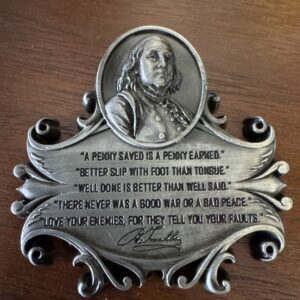 "A PENNY SAVED IS A PENNY EARNED."
"BETTER SLIP WITH FOOT THAN TONGUE."
"WELL DONE IS BETTER THAN WELL SAID."
"THERE NEVER WAS A GOOD WAR OR A BAD PEACE."
"LOVE YOUR ENEMIES, FOR THEY TELL YOU YOUR FAULTS."
B Franklin